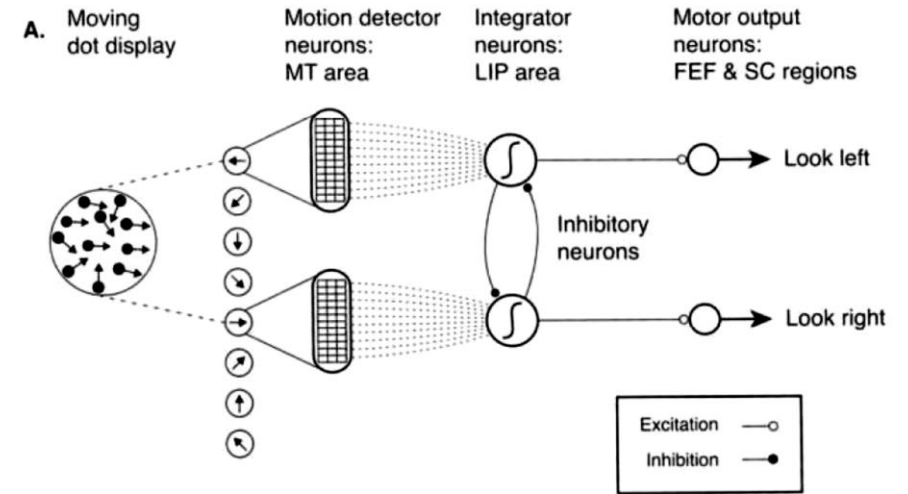 A.
Moving
dot display
Motion detector
neurons:
MT area
Integrator
neurons:
LIP area
Motor output
neurons:
FEF & SC regions
Look left
Inhibitory
neurons
Look right
Excitation
Inhibition